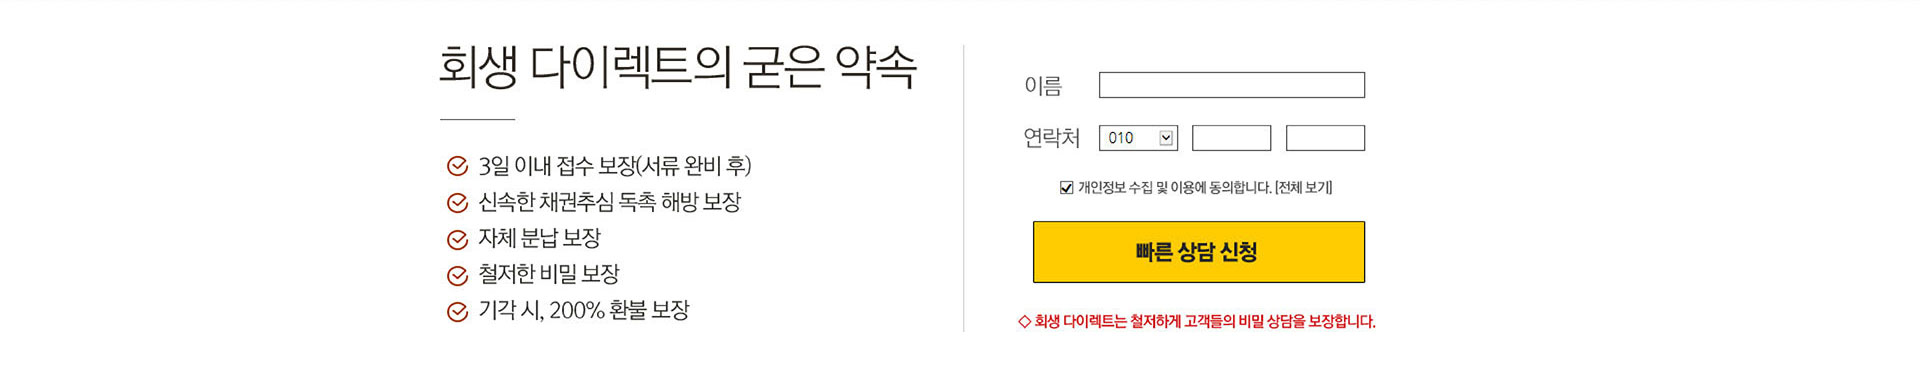 회생 다이렉트의 굳은 약속
3일 이내 접수 보장(서류 완비 후)
신속한 채권추심 독촉 해방 보장
자체 분납 보장
철저한 비밀 보장
기각 시, 200% 환불 보장
이름
연락처 010
개인정보 수집 및 이용에 동의합니다. [전체 보기]
빠른 상담 신청
◇ 회생 다이렉트는 철저하게 고객들의 비밀 상담을 보장합니다.